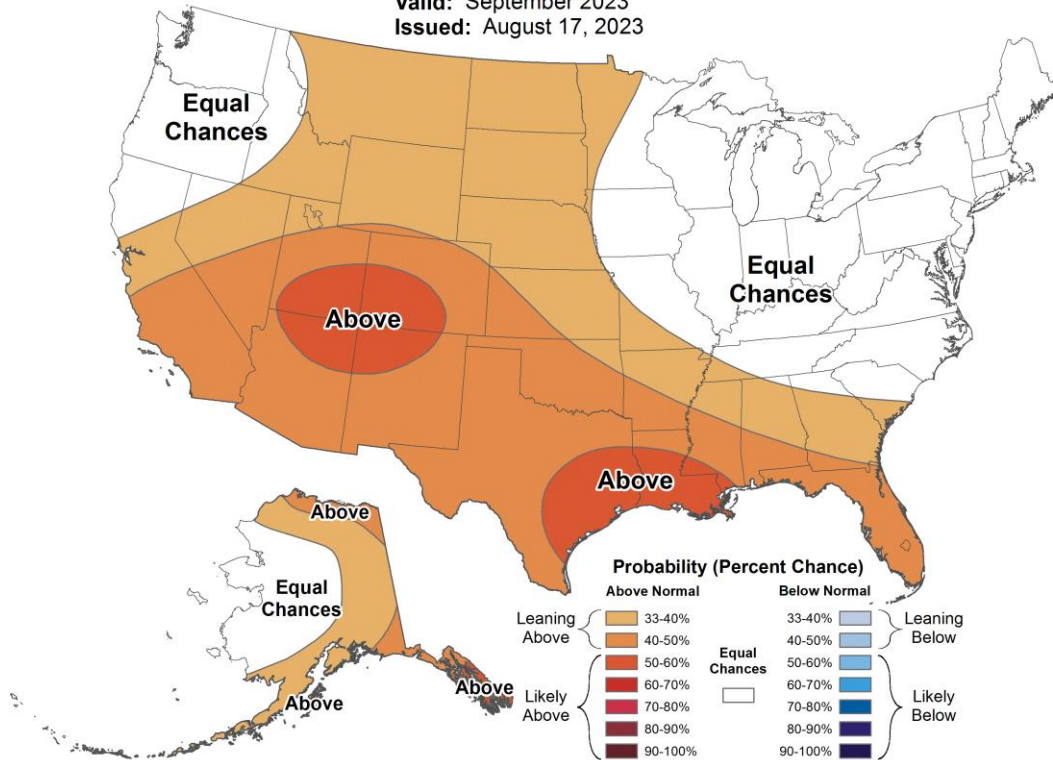 Valid: September 2023
Issued: August 17, 2023
Equal
Chances
Equal
Chances
Above
Above
Above
Equal
Chances
Above
Above
Probability (Percent Chance)
Above Normal
Below Normal
Leaning
Above
33-40%
40-50%
Likely
Above
50-60%
60-70%
70-80%
80-90%
90-100%
Equal
Chances
33-40%
40-50%
Leaning
Below
50-60%
60-70%
70-80%
80-90%
90-100%
Likely
Below